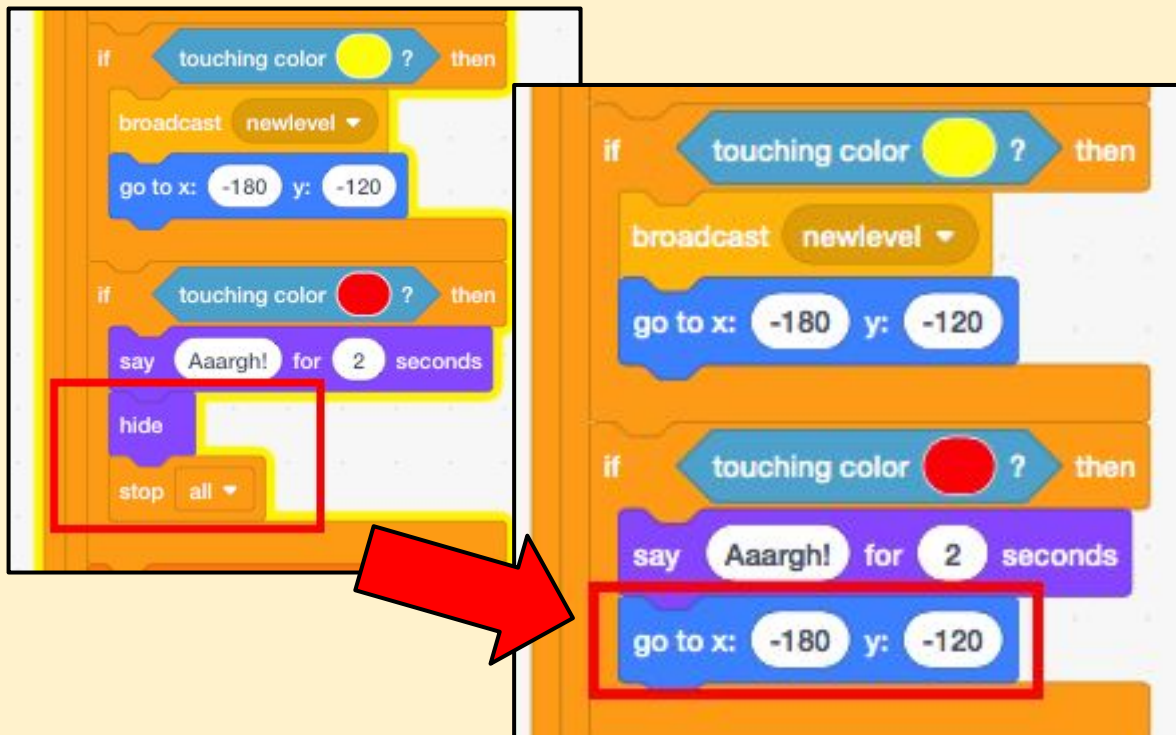 if touching color ? then
broadcast newlevel
go to x: -180 y: -120
if touching color ? then
say Aaargh! for 2 seconds
hide
stop all
if touching color ? then
broadcast newlevel
go to x: -180 y: -120
if touching color ? then
say Aaargh! for 2 seconds
go to x: -180 y: -120